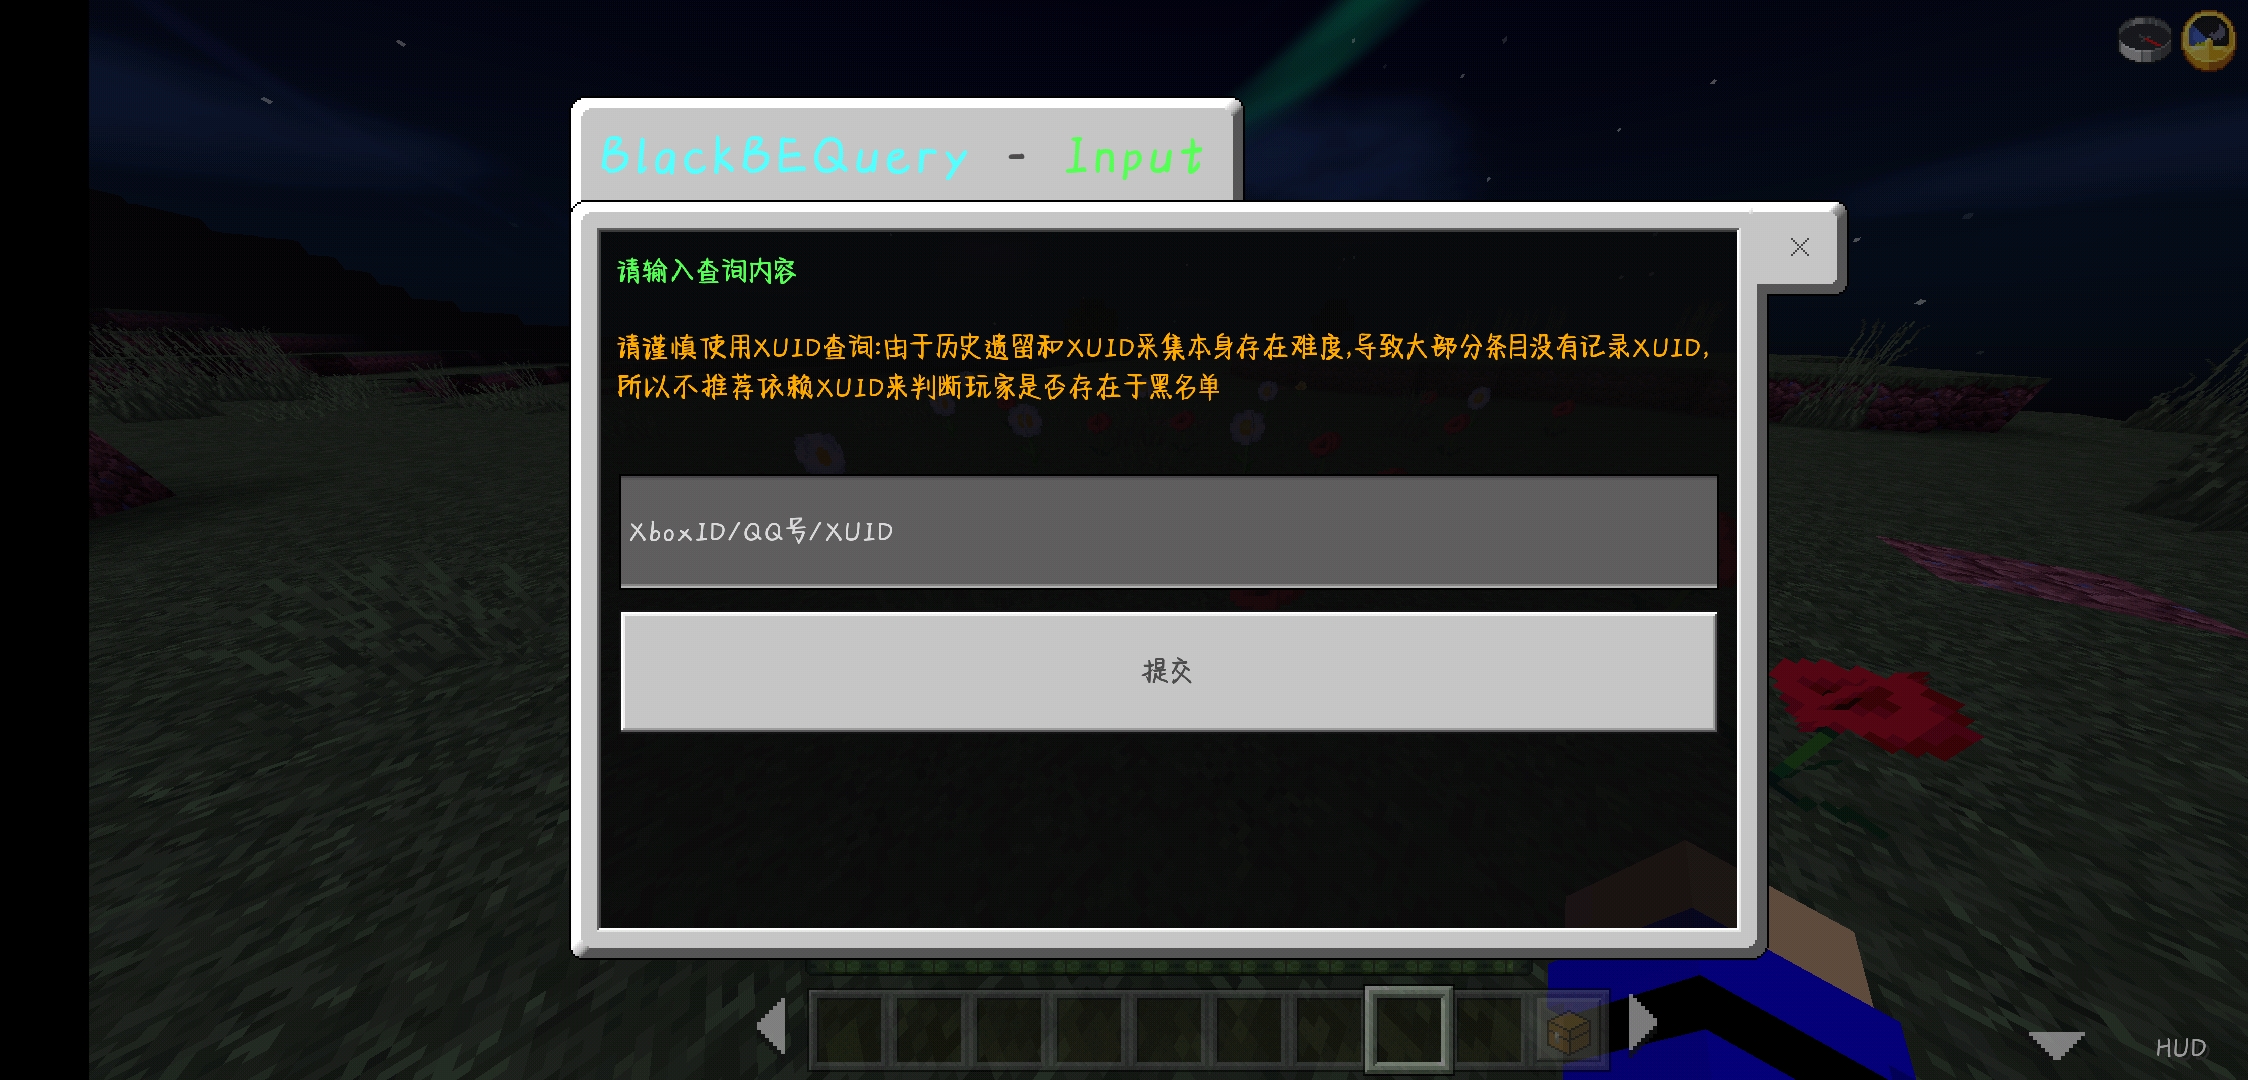 BlackBEQuery - Input
请输入查询内容
请谨慎使用XUID查询:由于历史遗留和XUID采集本身存在难度,导致大部分条目没有记录XUID,
所以不推荐依赖XUID来判断玩家是否存在于黑名单
XboxID/QQ号/XUID
提交
HUD